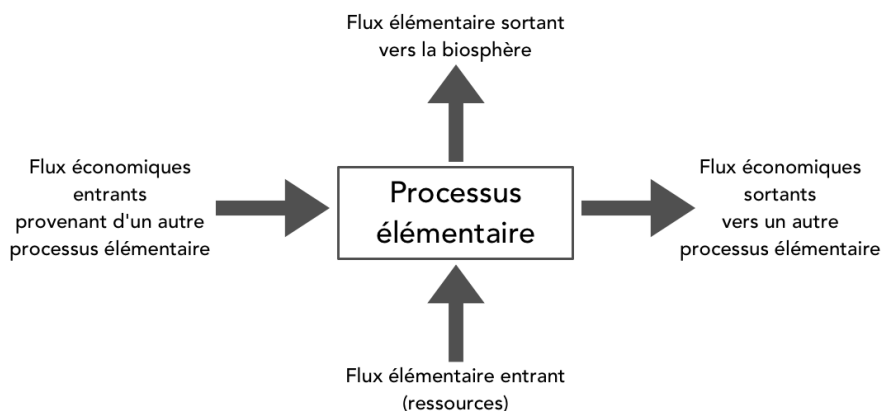 Flux élémentaire sortant
vers la biosphère
Flux économiques
entrants
provenant d'un autre
processus élémentaire
Processus
élémentaire
Flux économiques
sortants
vers un autre
processus élémentaire
Flux élémentaire entrant
(ressources)